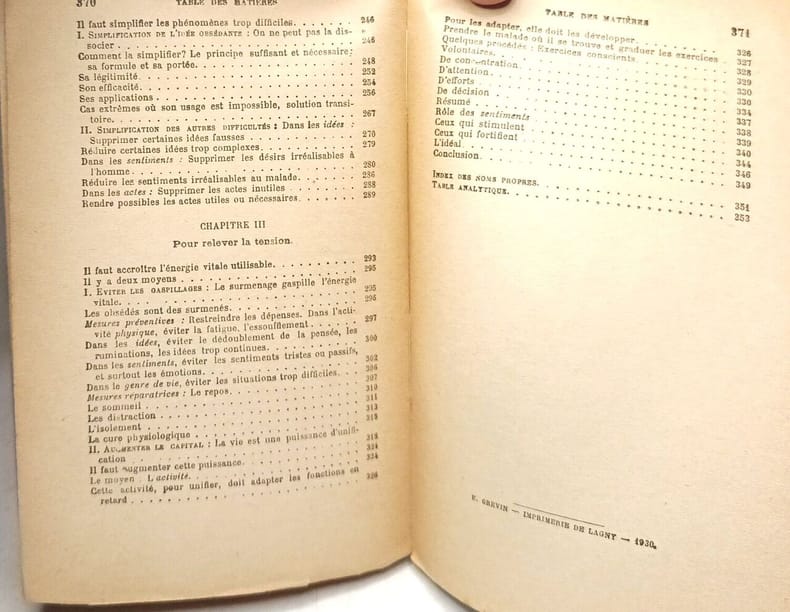 370 TABLE DES MATIÈRES
Il faut simplifier les phénomènes trop difficiles. 246
I. SIMPLIFICATION DE L'IDÉE OBSÉDANTE : On ne peut pas la dis-
socier. 246
Comment la simplifier? Le principe suffisant et nécessaire;
sa formule et sa portée. 248
Sa légitimité. 252
Son efficacité. 254
Ses applications. 256
Cas extrêmes où son usage est impossible, solution transi-
toire. 267
II. SIMPLIFICATION DES AUTRES DIFFICULTÉS : Dans les idées :
Supprimer certaines idées fausses 270
Réduire certaines idées trop complexes. 279
Dans les sentiments : Supprimer les désirs irréalisables à
l'homme. 280
Réduire les sentiments irréalisables au malade. 286
Dans les actes : Supprimer les actes inutiles 288
Rendre possibles les actes utiles ou nécessaires. 289
CHAPITRE III
Pour relever la tension.
Il faut accroître l'énergie vitale utilisable. 293
Il y a deux moyens 295
I. ÉVITER LES GASPILLAGES : Le surmenage gaspille l'énergie
vitale. 295
Les obsédés sont des surmenés. 295
Mesures préventives : Restreindre les dépenses. Dans l'acti-
vité physique, éviter la fatigue, l'essoufflement 297
Dans les idées, éviter le dédoublement de la pensée, les
ruminations, les idées trop continues. 300
Dans les sentiments, éviter les sentiments tristes ou passifs,
et surtout les émotions. 302
Dans le genre de vie, éviter les situations trop difficiles. 306
Mesures réparatrices : Le repos. 307
Le sommeil 310
Les distraction 311
L'isolement 313
La cure physiologique 315
II. AUGMENTER LE CAPITAL : La vie est une puissance d'unifi-
cation 318
Il faut augmenter cette puissance. 324
Le moyen : L'activité. 324
Cette activité, pour unifier, doit adapter les fonctions en
retard 326
TABLE DES MATIÈRES 371
Pour les adapter, elle doit les développer. 326
Prendre le malade où il se trouve et graduer les exercices 327
Quelques procédés : Exercices conscients. 328
Volontaires. 329
De concentration. 330
D'attention. 330
D'efforts 334
De décision 337
Résumé 338
Rôle des sentiments 339
Ceux qui stimulent 340
Ceux qui fortifient 344
L'idéal. 346
Conclusion. 349
INDEX DES NOMS PROPRES. 351
TABLE ANALYTIQUE. 253
E. GREVIN — IMPRIMERIE DE LAGNY — 1930.